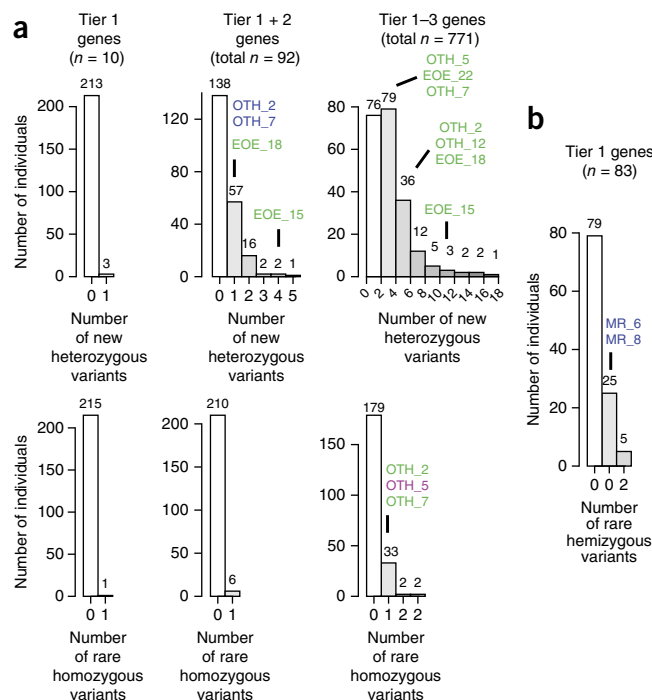 a
Tier 1
genes
(n = 10)
Number of individuals
200
150
100
50
0
213
3
0 1
Number
of new
heterozygous
variants
Tier 1 + 2
genes
(total n = 92)
120
80
40
0
138
OTH_2
OTH_7
EOE_18
57
EOE_15
16
2 2 1
0 1 2 3 4 5
Number of new
heterozygous
variants
Tier 1–3 genes
(total n = 771)
80
60
40
20
0
76 79
OTH_5
EOE_22
OTH_7
OTH_2
OTH_12
EOE_18
36
EOE_15
12
5 3 2 2 1
0 2 4 6 8 10 12 14 16 18
Number of new
heterozygous
variants
Number of individuals
200
150
100
50
0
215
1
0 1
Number
of rare
homozygous
variants
200
150
100
50
0
210
6
0 1
Number
of rare
homozygous
variants
150
100
50
0
179
OTH_2
OTH_5
OTH_7
33
2 2
0 1 2 2
Number
of rare
homozygous
variants
b
Tier 1 genes
(n = 83)
Number of individuals
80
60
40
20
0
79
MR_6
MR_8
25
5
0 0 2
Number
of rare
hemizygous
variants